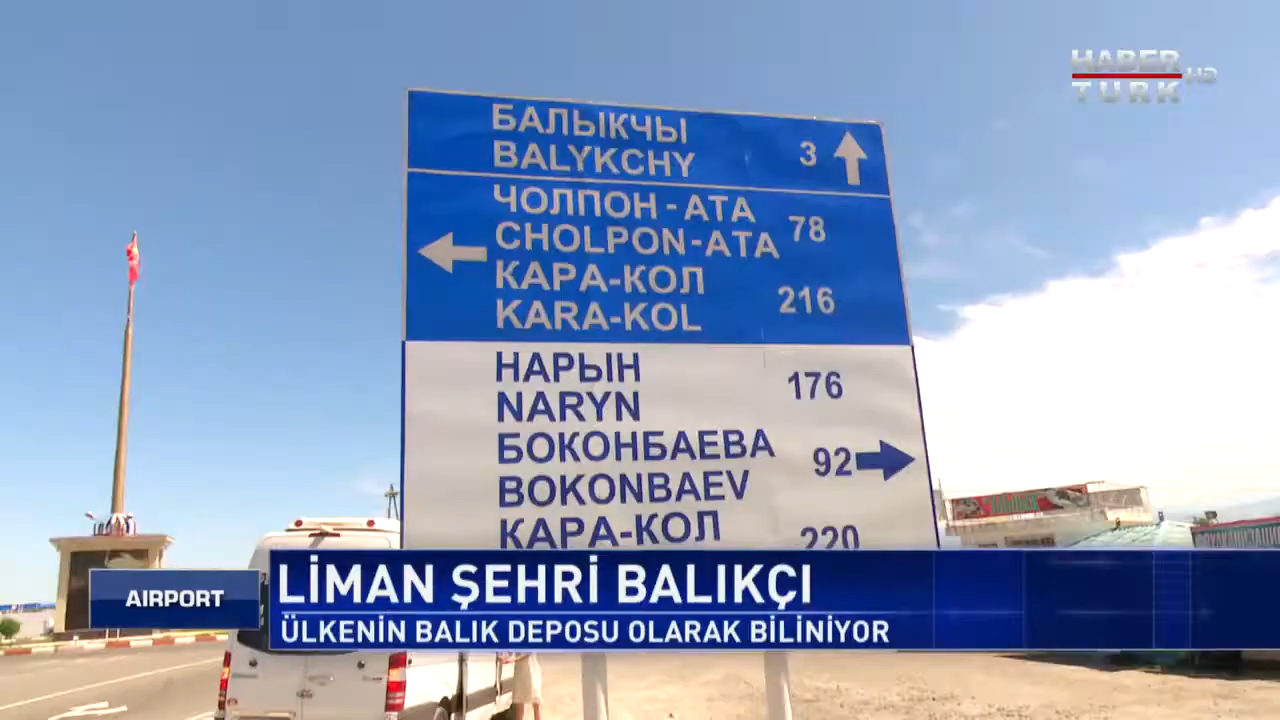 HABER
TURK HD
БАЛЫКЧЫ
BALYKCHY
3
ЧОЛПОН-АТА
CHOLPON-ATA
78
КАРА-КОЛ
KARA-KOL
216
НАРЫН
NARYN
176
БОКОНБАЕВА
BOKONBAEV
92
КАРА-КОЛ
220
AIRPORT
LİMAN ŞEHRİ BALIKÇI
ÜLKENİN BALIK DEPOSU OLARAK BİLİNİYOR